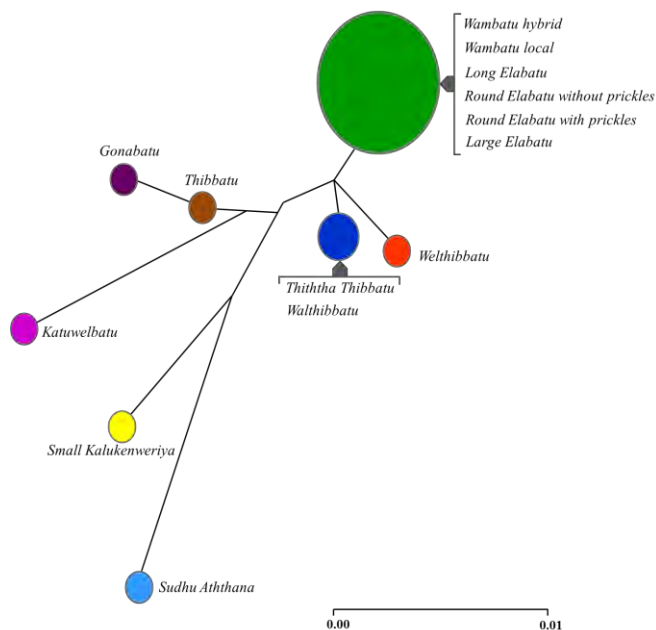 Wambatu hybrid
Wambatu local
Long Elabatu
Round Elabatu without prickles
Round Elabatu with prickles
Large Elabatu
Gonabatu
Thibbatu
Welthibbatu
Thiththa Thibbatu
Walthibbatu
Katuwelbatu
Small Kalukenweriya
Sudhu Aththana
0.00 0.01